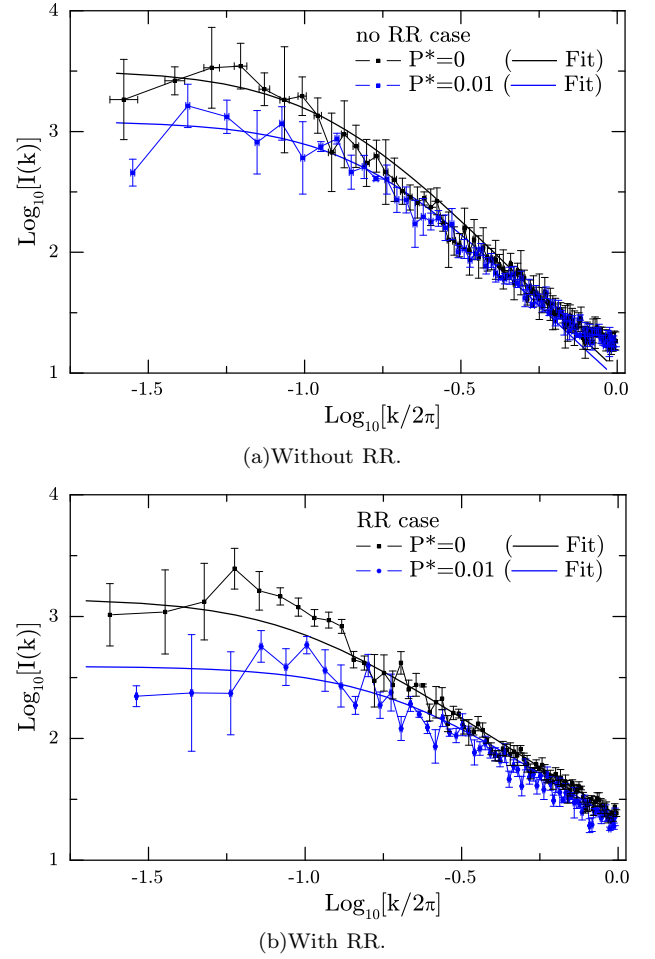 4
3
2
1
Log₁₀[I(k)]
no RR case
P*=0 ( Fit)
P*=0.01 ( Fit)
-1.5 -1.0 -0.5 0.0
Log₁₀[k/2π]
(a)Without RR.
4
3
2
1
Log₁₀[I(k)]
RR case
P*=0 ( Fit)
P*=0.01 ( Fit)
-1.5 -1.0 -0.5 0.0
Log₁₀[k/2π]
(b)With RR.